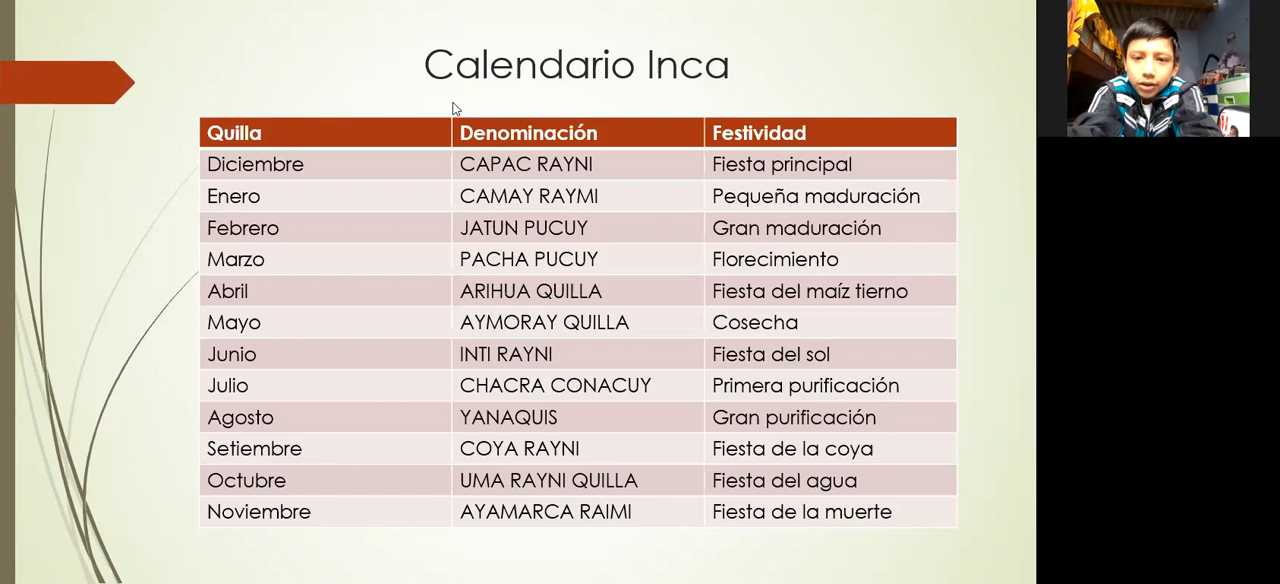 Calendario Inca
Quilla Denominación Festividad
Diciembre CAPAC RAYNI Fiesta principal
Enero CAMAY RAYMI Pequeña maduración
Febrero JATUN PUCUY Gran maduración
Marzo PACHA PUCUY Florecimiento
Abril ARIHUA QUILLA Fiesta del maíz tierno
Mayo AYMORAY QUILLA Cosecha
Junio INTI RAYNI Fiesta del sol
Julio CHACRA CONACUY Primera purificación
Agosto YANAQUIS Gran purificación
Setiembre COYA RAYNI Fiesta de la coya
Octubre UMA RAYNI QUILLA Fiesta del agua
Noviembre AYAMARCA RAIMI Fiesta de la muerte